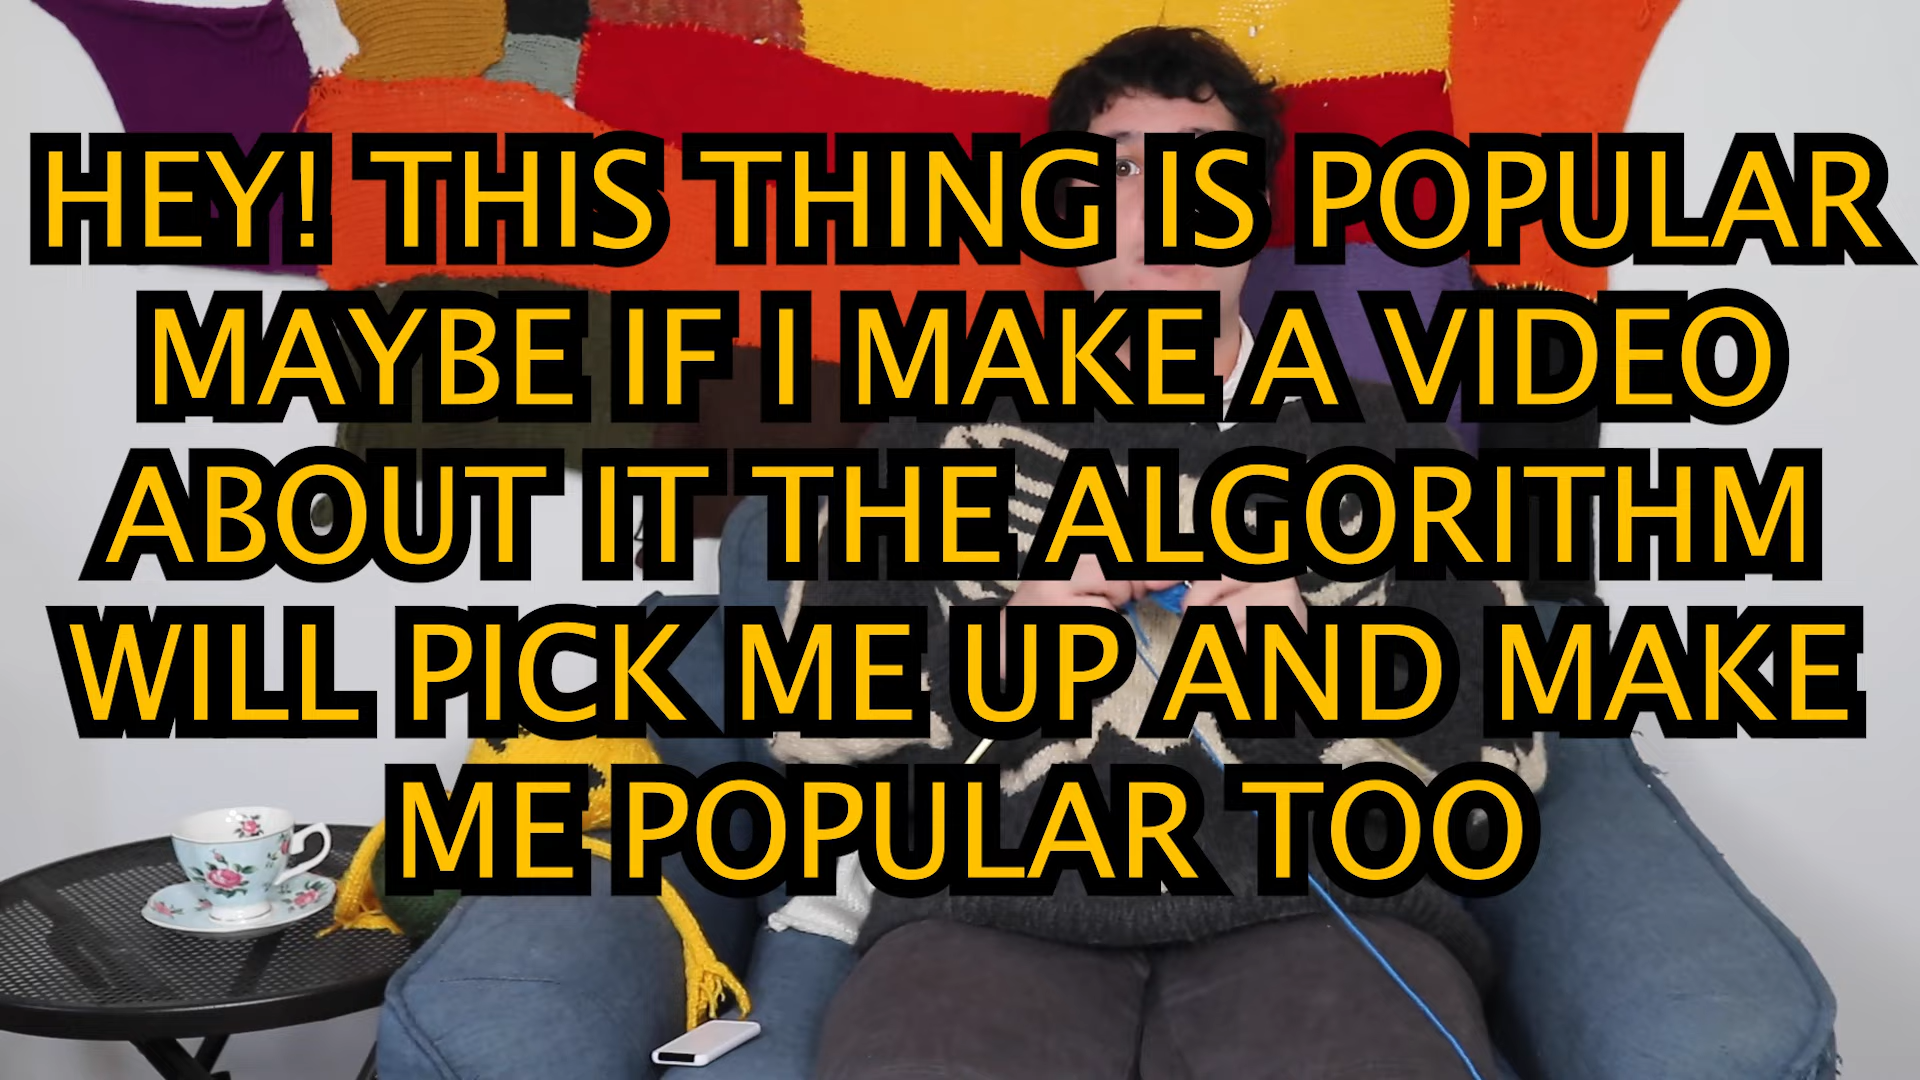 HEY! THIS THING IS POPULAR
MAYBE IF I MAKE A VIDEO
ABOUT IT THE ALGORITHM
WILL PICK ME UP AND MAKE
ME POPULAR TOO